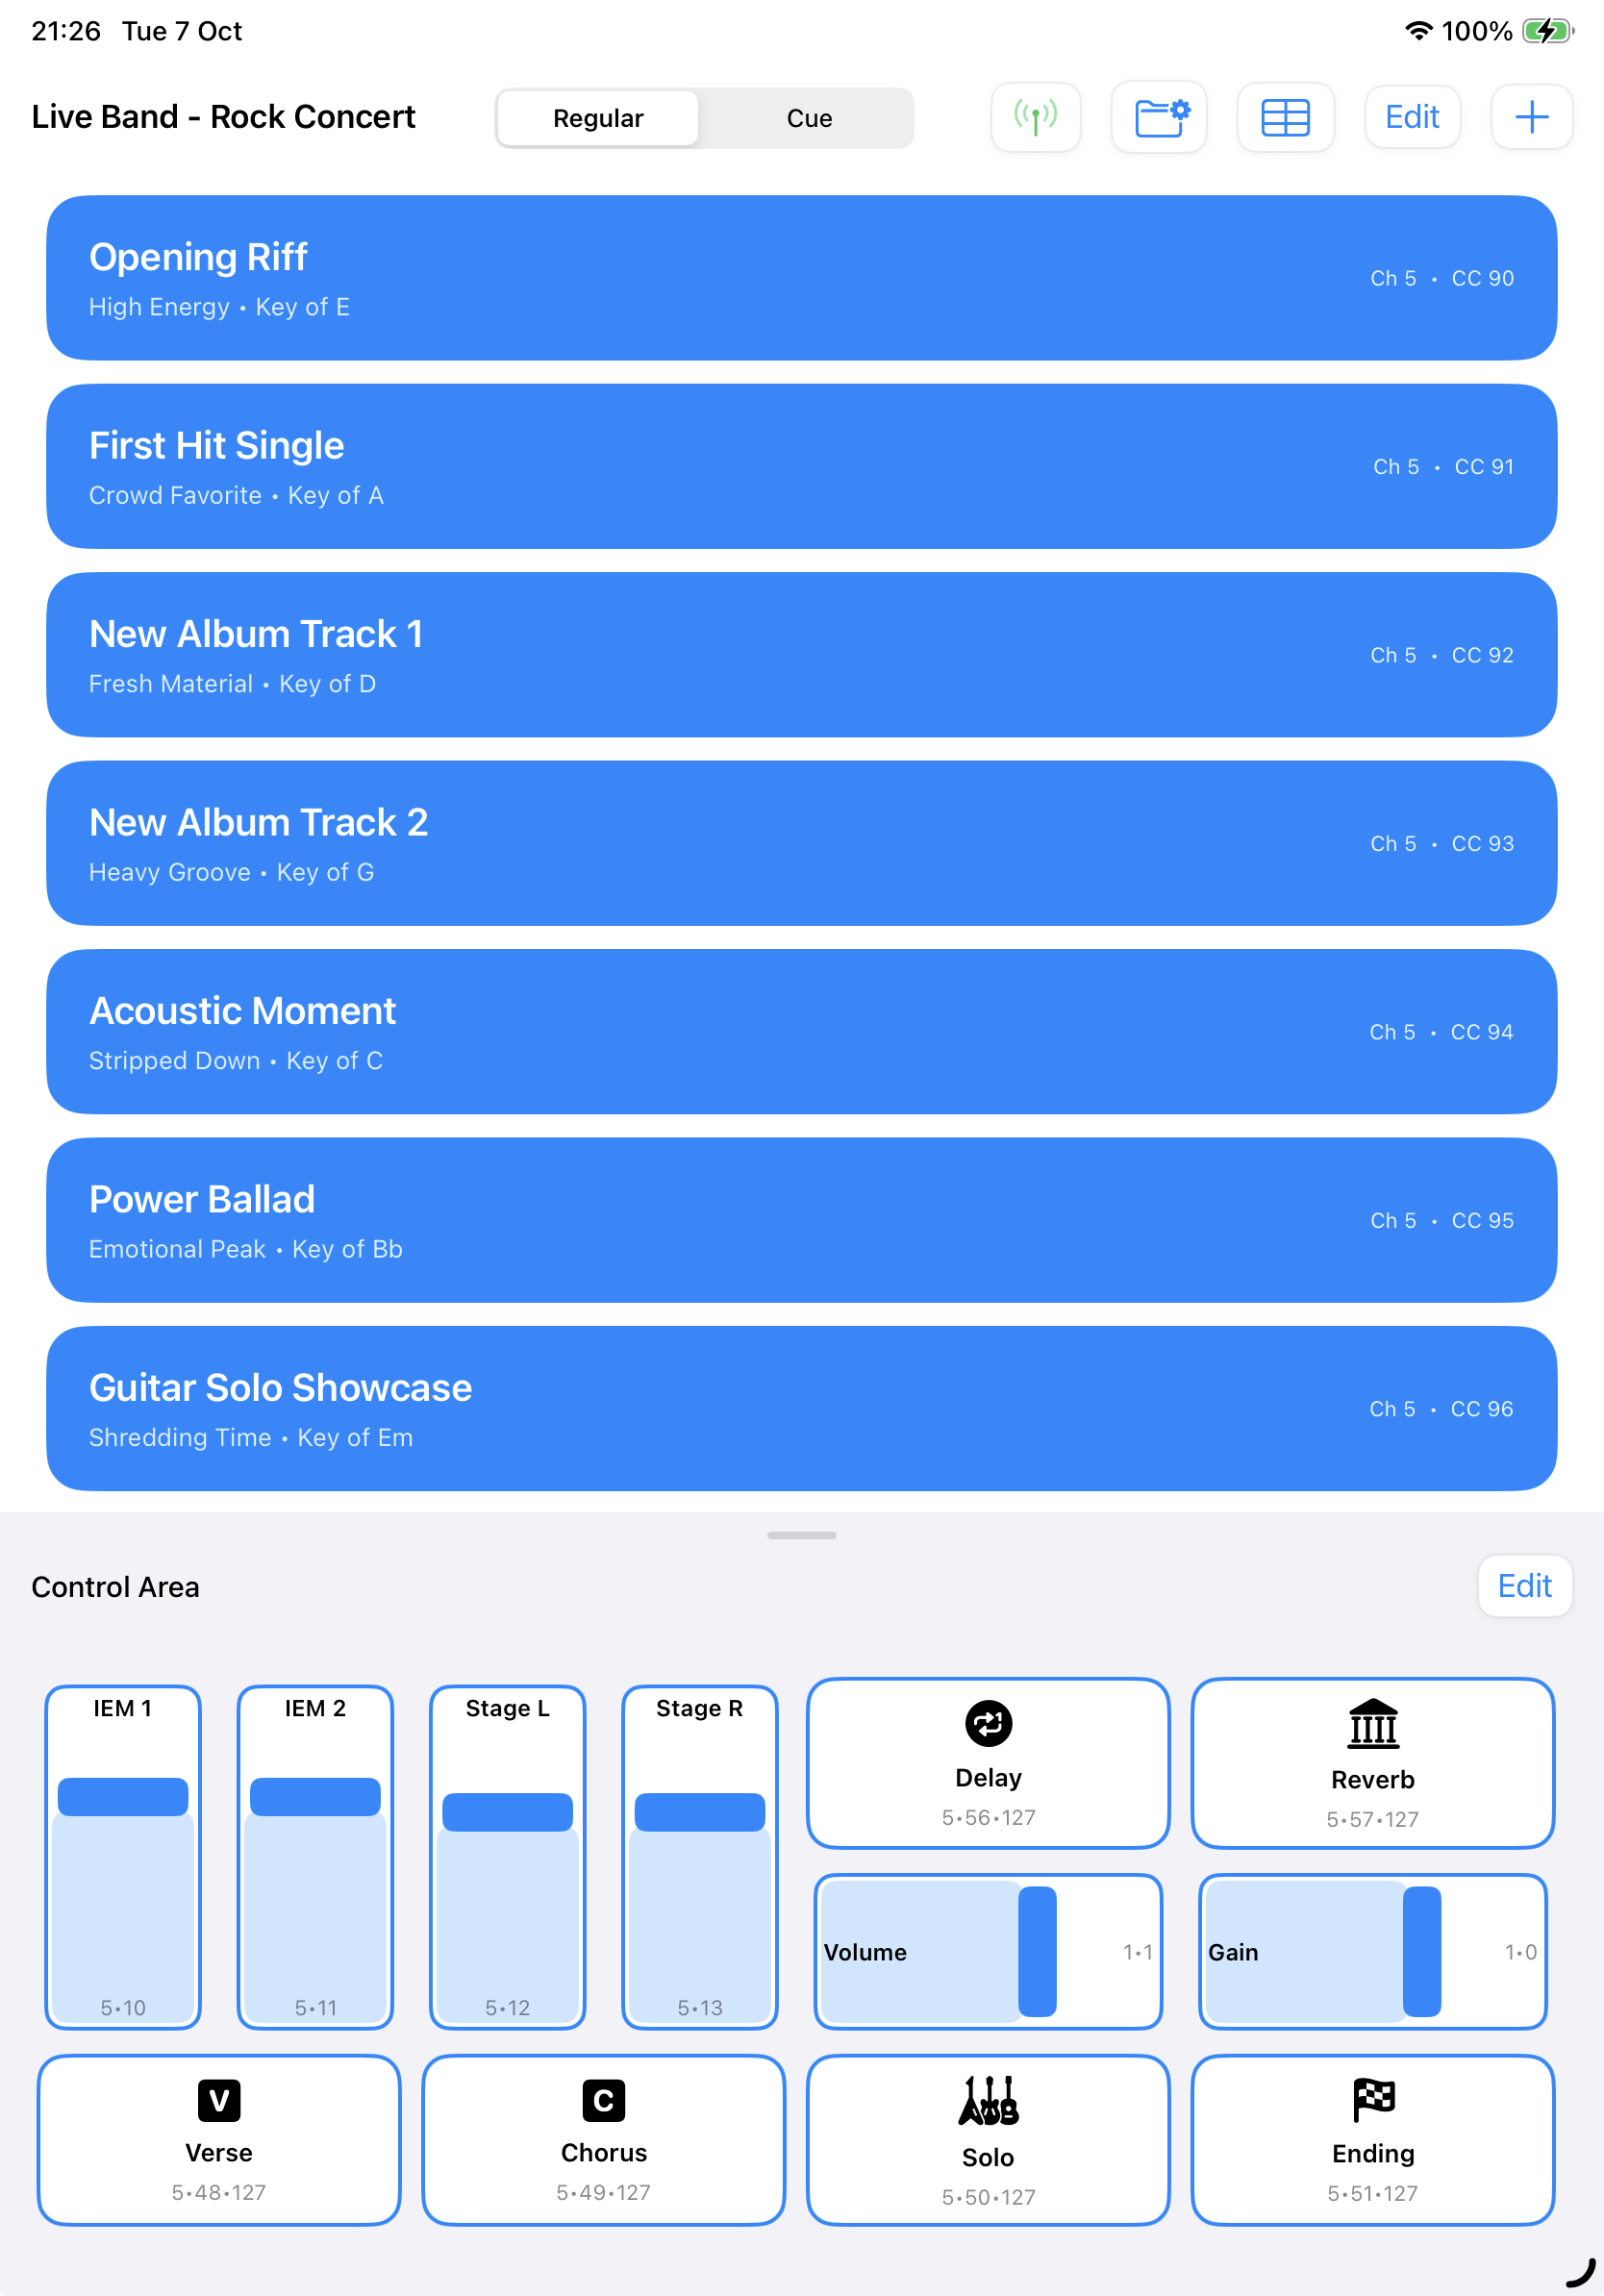 21:26 Tue 7 Oct 100%
Live Band - Rock Concert Regular Cue Edit
Opening Riff
High Energy • Key of E
Ch 5 • CC 90
First Hit Single
Crowd Favorite • Key of A
Ch 5 • CC 91
New Album Track 1
Fresh Material • Key of D
Ch 5 • CC 92
New Album Track 2
Heavy Groove • Key of G
Ch 5 • CC 93
Acoustic Moment
Stripped Down • Key of C
Ch 5 • CC 94
Power Ballad
Emotional Peak • Key of Bb
Ch 5 • CC 95
Guitar Solo Showcase
Shredding Time • Key of Em
Ch 5 • CC 96
Control Area Edit
IEM 1
5•10
IEM 2
5•11
Stage L
5•12
Stage R
5•13
Delay
5•56•127
Reverb
5•57•127
Volume 1•1
Gain 1•0
V
Verse
5•48•127
C
Chorus
5•49•127
Solo
5•50•127
Ending
5•51•127